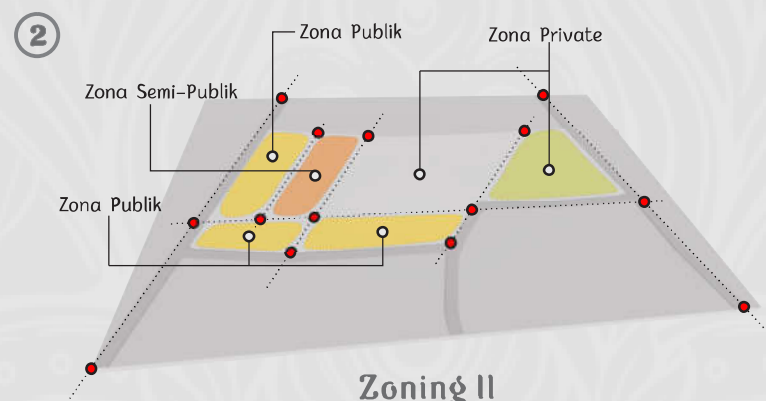 2
Zona Publik
Zona Private
Zona Semi-Publik
Zona Publik
Zoning II